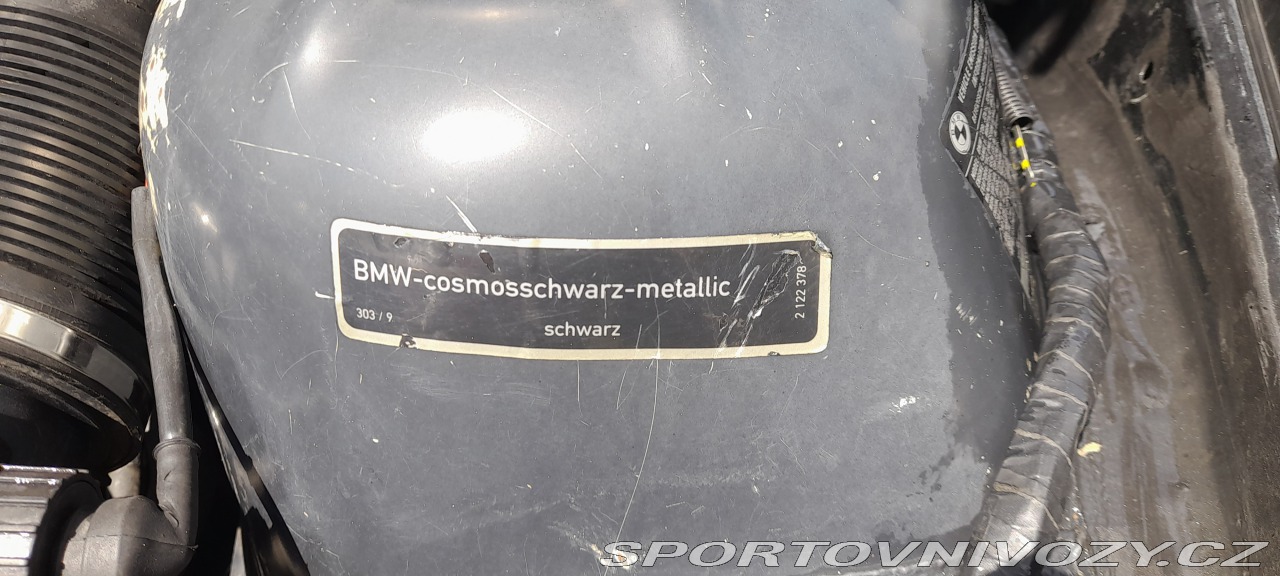 BMW-cosmosschwarz-metallic
303 / 9
schwarz
2 122 378
SPORTOVNIVOZY.CZ